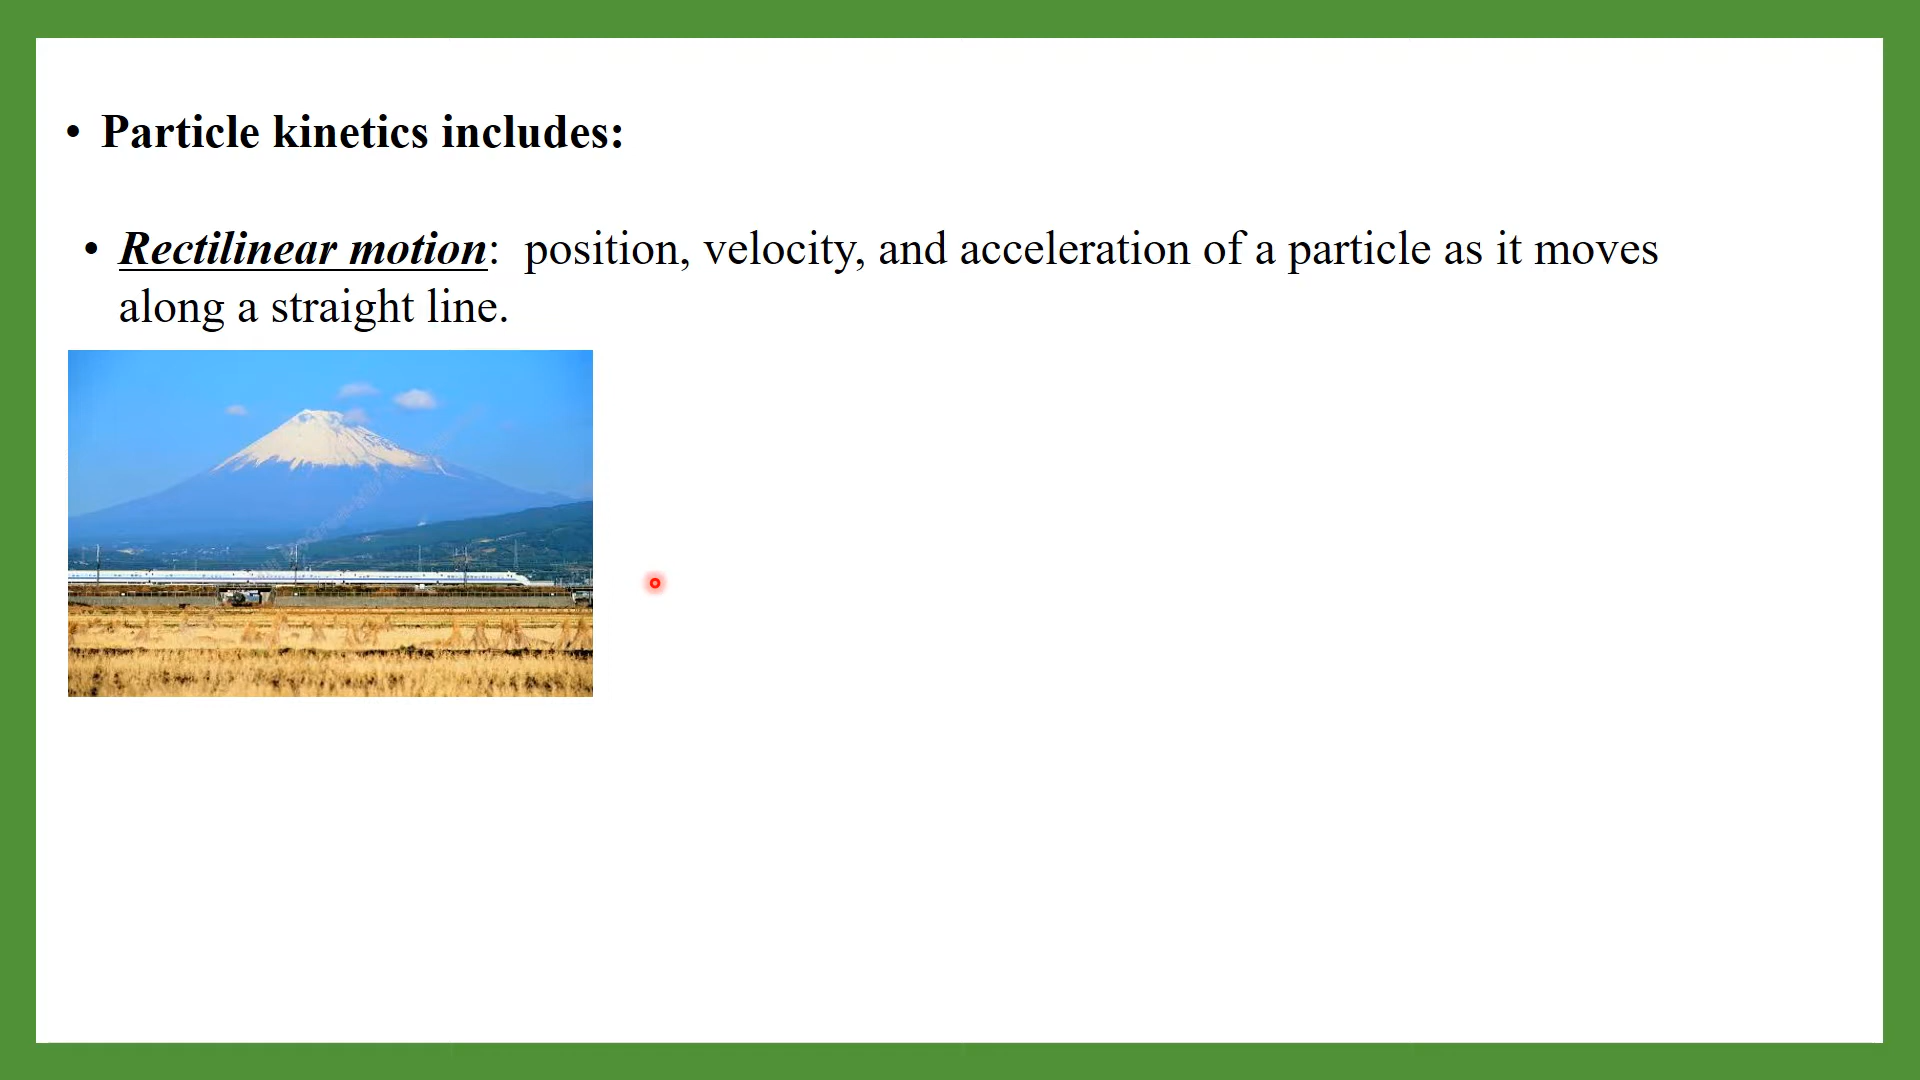 • Particle kinetics includes:
• Rectilinear motion: position, velocity, and acceleration of a particle as it moves
along a straight line.